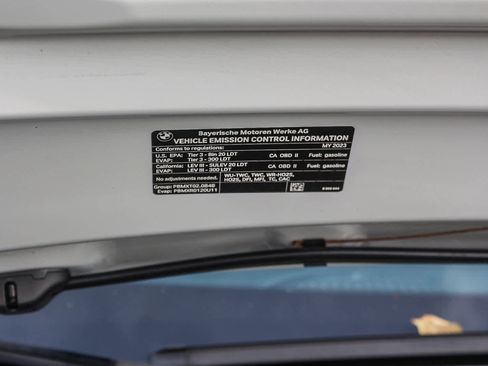 BMW
Bayerische Motoren Werke AG
VEHICLE EMISSION CONTROL INFORMATION
MY 2023
Conforms to regulations:
U.S. EPA: Tier 3 - Bin 20 LDT CA OBD II Fuel: gasoline
EVAP: Tier 3 - 300 LDT
California: LEV III - SULEV 20 LDT CA OBD II Fuel: gasoline
EVAP: LEV III - 300 LDT
No adjustments needed. WU-TWC, TWC, WR-HO2S,
HO2S, DFI, MFI, TC, CAC
Group: PBMXT02.0B4B
Evap: PBMXR0120U11